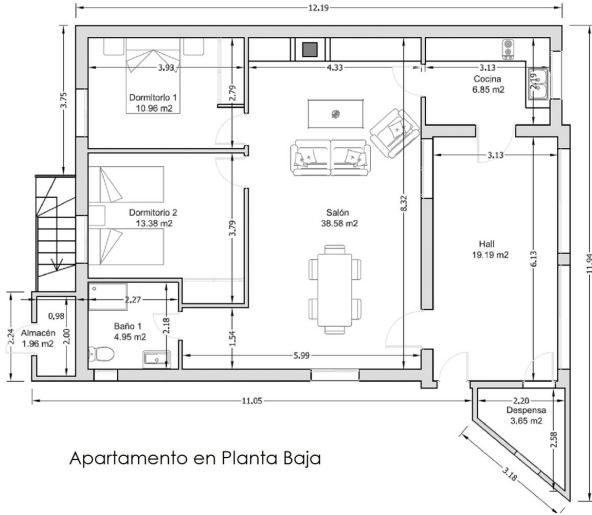 12.19
3.93
4.33
3.13
Cocina
6.85 m2
2.19
3.75
2.79
Dormitorio 1
10.96 m2
3.13
Dormitorio 2
13.38 m2
3.79
Salón
38.58 m2
8.32
Hall
19.19 m2
6.13
11.94
2.27
0,98
2.24
Almacén
1.96 m2
2.00
Baño 1
4.95 m2
2.18
1.54
5.99
11.05
2.20
Despensa
3.65 m2
2.58
3.18
Apartamento en Planta Baja